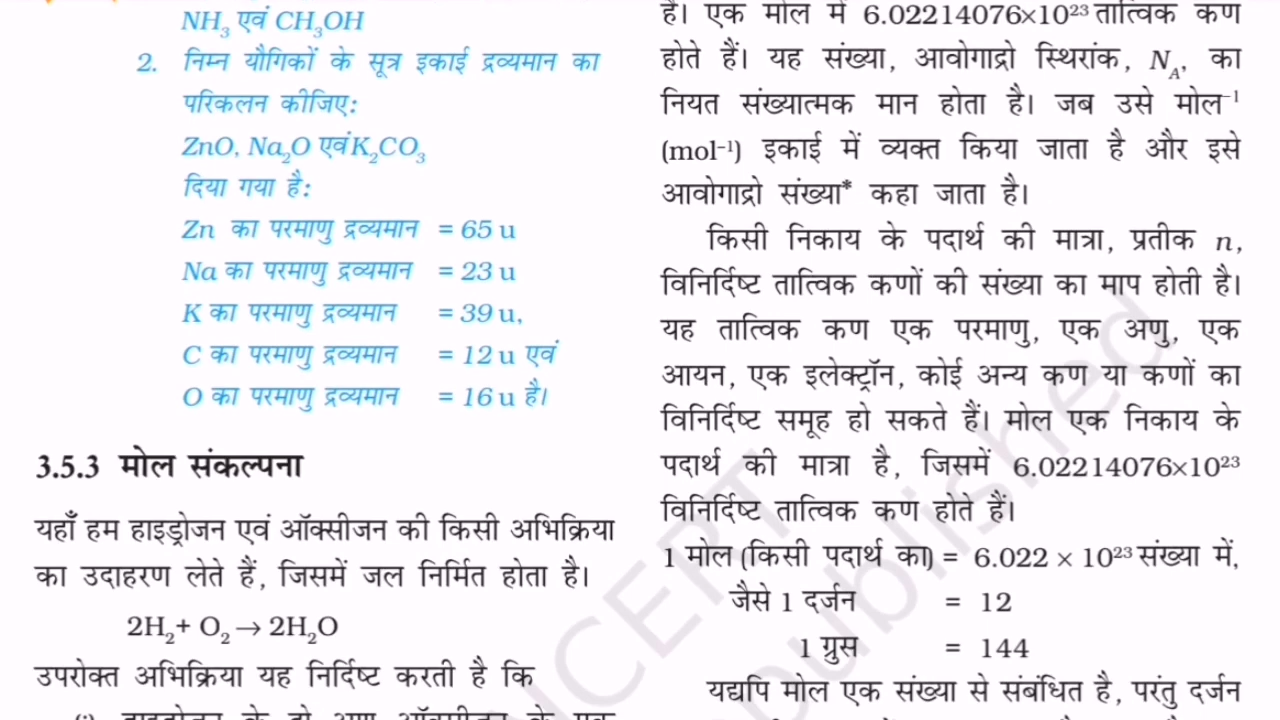 NH₃ एवं CH₃OH
2. निम्न यौगिकों के सूत्र इकाई द्रव्यमान का
परिकलन कीजिए:
ZnO, Na₂O एवं K₂CO₃
दिया गया है:
Zn का परमाणु द्रव्यमान = 65 u
Na का परमाणु द्रव्यमान = 23 u
K का परमाणु द्रव्यमान = 39 u,
C का परमाणु द्रव्यमान = 12 u एवं
O का परमाणु द्रव्यमान = 16 u है।
3.5.3 मोल संकल्पना
यहाँ हम हाइड्रोजन एवं ऑक्सीजन की किसी अभिक्रिया
का उदाहरण लेते हैं, जिसमें जल निर्मित होता है।
2H₂+ O₂ → 2H₂O
उपरोक्त अभिक्रिया यह निर्दिष्ट करती है कि
है। एक मोल में 6.02214076×10²³ तात्विक कण
होते हैं। यह संख्या, आवोगाद्रो स्थिरांक, N_A, का
नियत संख्यात्मक मान होता है। जब उसे मोल⁻¹
(mol⁻¹) इकाई में व्यक्त किया जाता है और इसे
आवोगाद्रो संख्या* कहा जाता है।
किसी निकाय के पदार्थ की मात्रा, प्रतीक n,
विनिर्दिष्ट तात्विक कणों की संख्या का माप होती है।
यह तात्विक कण एक परमाणु, एक अणु, एक
आयन, एक इलेक्ट्रॉन, कोई अन्य कण या कणों का
विनिर्दिष्ट समूह हो सकते हैं। मोल एक निकाय के
पदार्थ की मात्रा है, जिसमें 6.02214076×10²³
विनिर्दिष्ट तात्विक कण होते हैं।
1 मोल (किसी पदार्थ का) = 6.022 × 10²³ संख्या में,
जैसे 1 दर्जन = 12
1 ग्रुस = 144
यद्यपि मोल एक संख्या से संबंधित है, परंतु दर्जन
NCERT
published